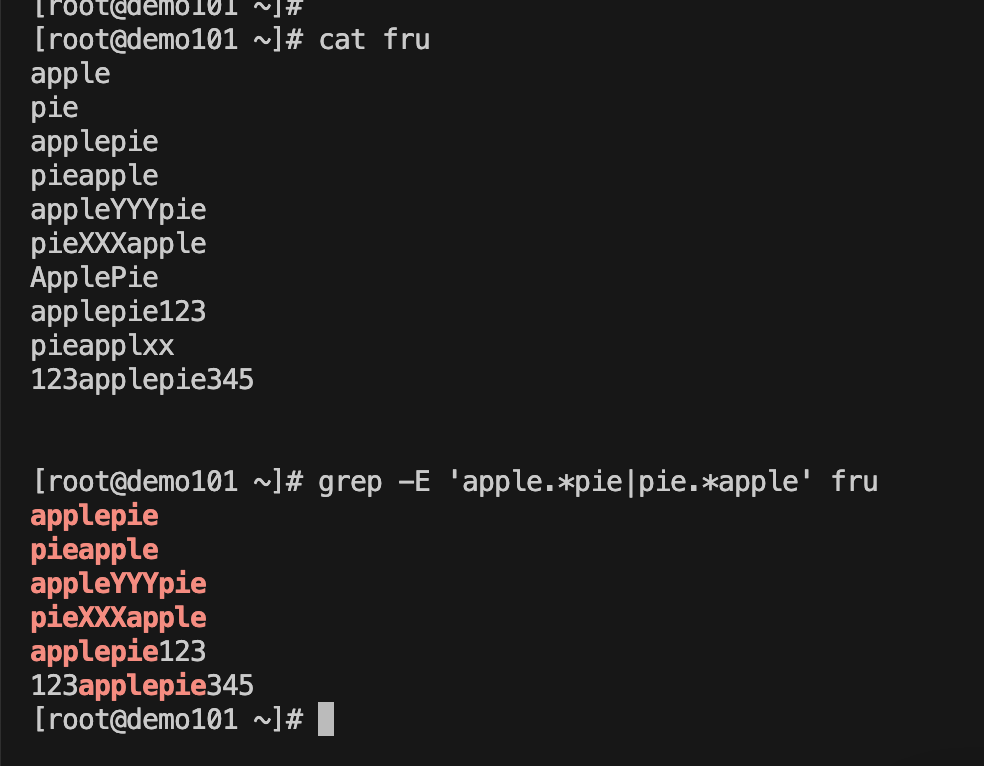 [root@demo101 ~]#
[root@demo101 ~]# cat fru
apple
pie
applepie
pieapple
appleYYYpie
pieXXXapple
ApplePie
applepie123
pieapplxx
123applepie345
[root@demo101 ~]# grep -E 'apple.*pie|pie.*apple' fru
applepie
pieapple
appleYYYpie
pieXXXapple
applepie123
123applepie345
[root@demo101 ~]#